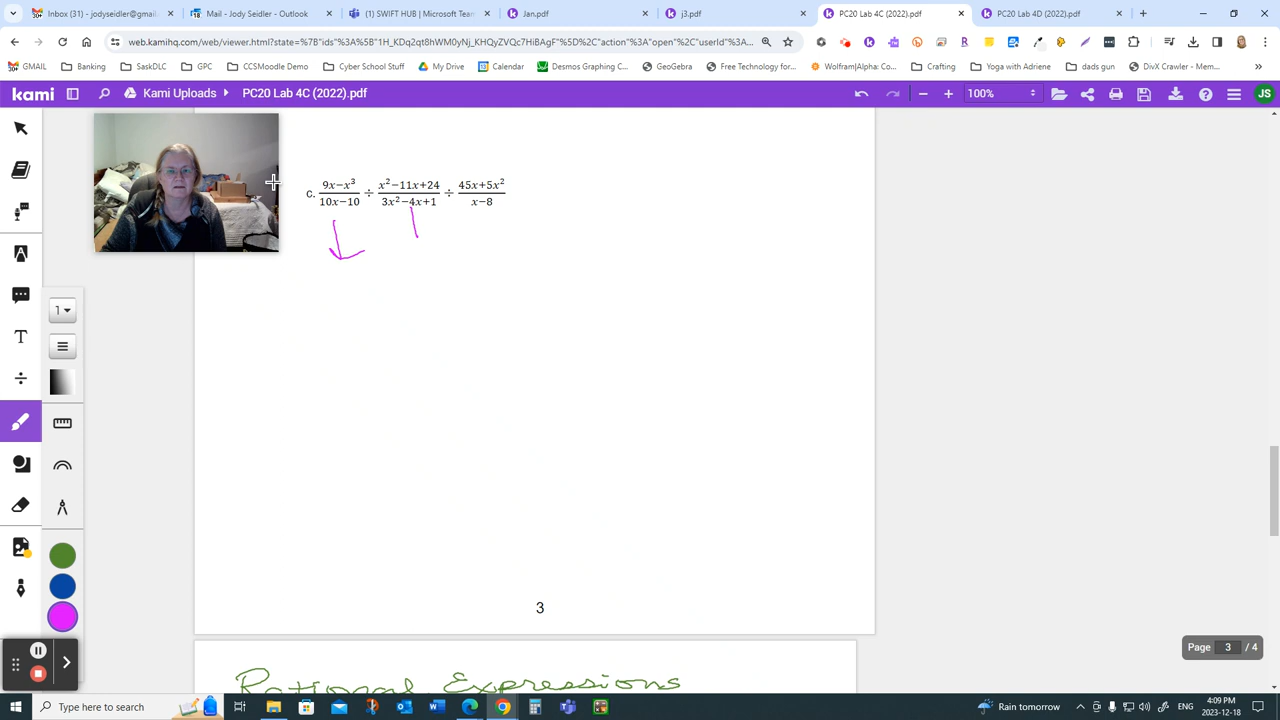 Inbox (31) - jodyseidler@gmail.
Mail - Jody Seidler - Outlook
(1) SWIFT HUB | Microsoft Team
Jan.pdf
j3.pdf
PC20 Lab 4C (2022).pdf
PC20 Lab 4D (2022).pdf
web.kamihq.com/web/viewer.html?state=%7B"ids"%3A%5B"1H_KDo3qt8hWM0yNj_KHQyZVQc7HiBAgF"%5D%2C"action"%3A"open"%2C"userId"%3A...
GMAIL
Banking
SaskDLC
GPC
CCSMoodle Demo
Cyber School Stuff
My Drive
Calendar
Desmos Graphing C...
GeoGebra
Free Technology for...
Wolfram|Alpha: Co...
Crafting
Yoga with Adriene
dads gun
DivX Crawler - Mem...
kami
Kami Uploads
PC20 Lab 4C (2022).pdf
100%
JS
c. (9x−x³)/(10x−10) ÷ (x²−11x+24)/(3x²−4x+1) ÷ (45x+5x²)/(x−8)
T
1
3
Page 3 / 4
Rational Expressions
Type here to search
Rain tomorrow
ENG
4:09 PM
2023-12-18